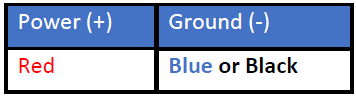 Power (+) Ground (-)
Red Blue or Black